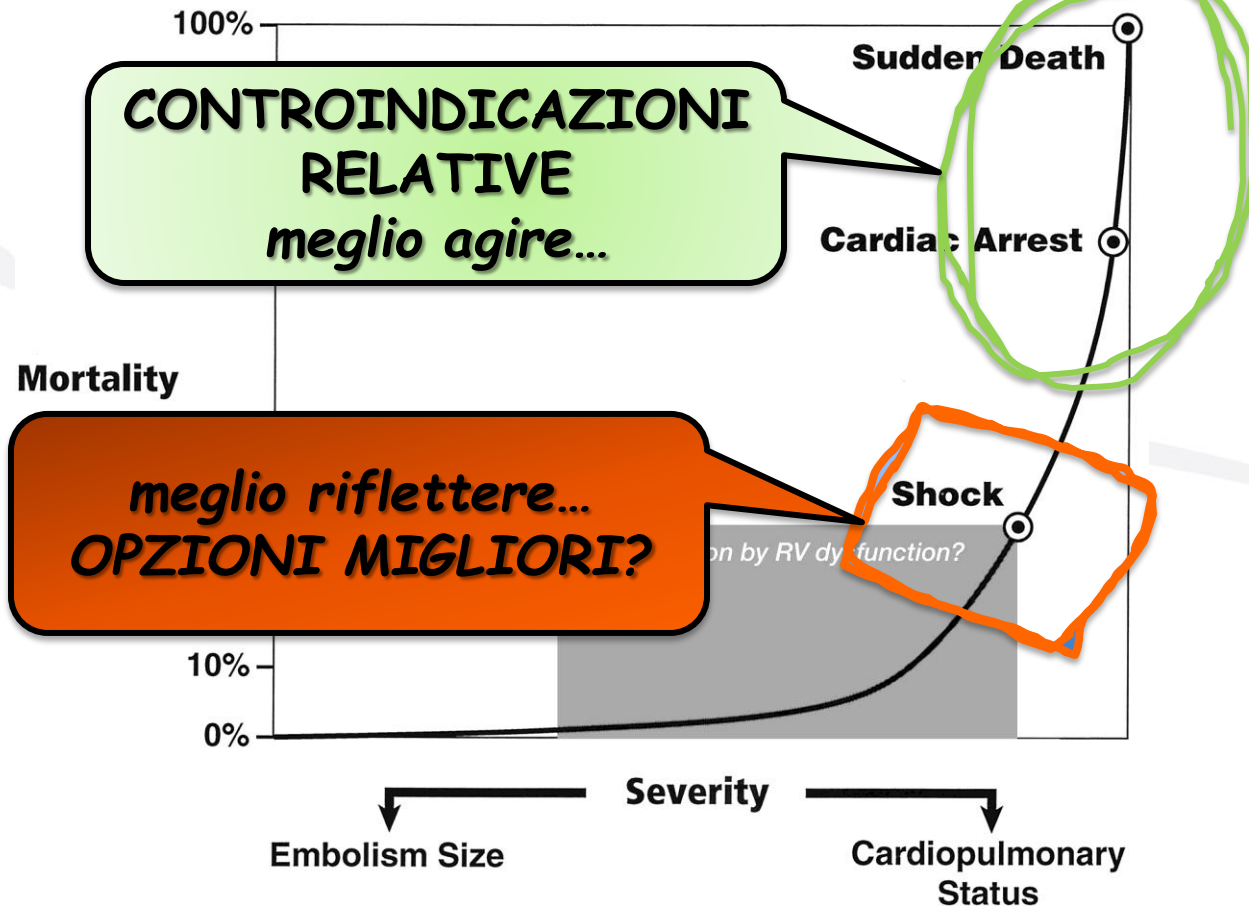 100%
Sudden Death
CONTROINDICAZIONI
RELATIVE
meglio agire...
Cardiac Arrest
Mortality
meglio riflettere...
OPZIONI MIGLIORI?
Shock
by RV dysfunction?
10%
0%
Severity
Embolism Size
Cardiopulmonary
Status